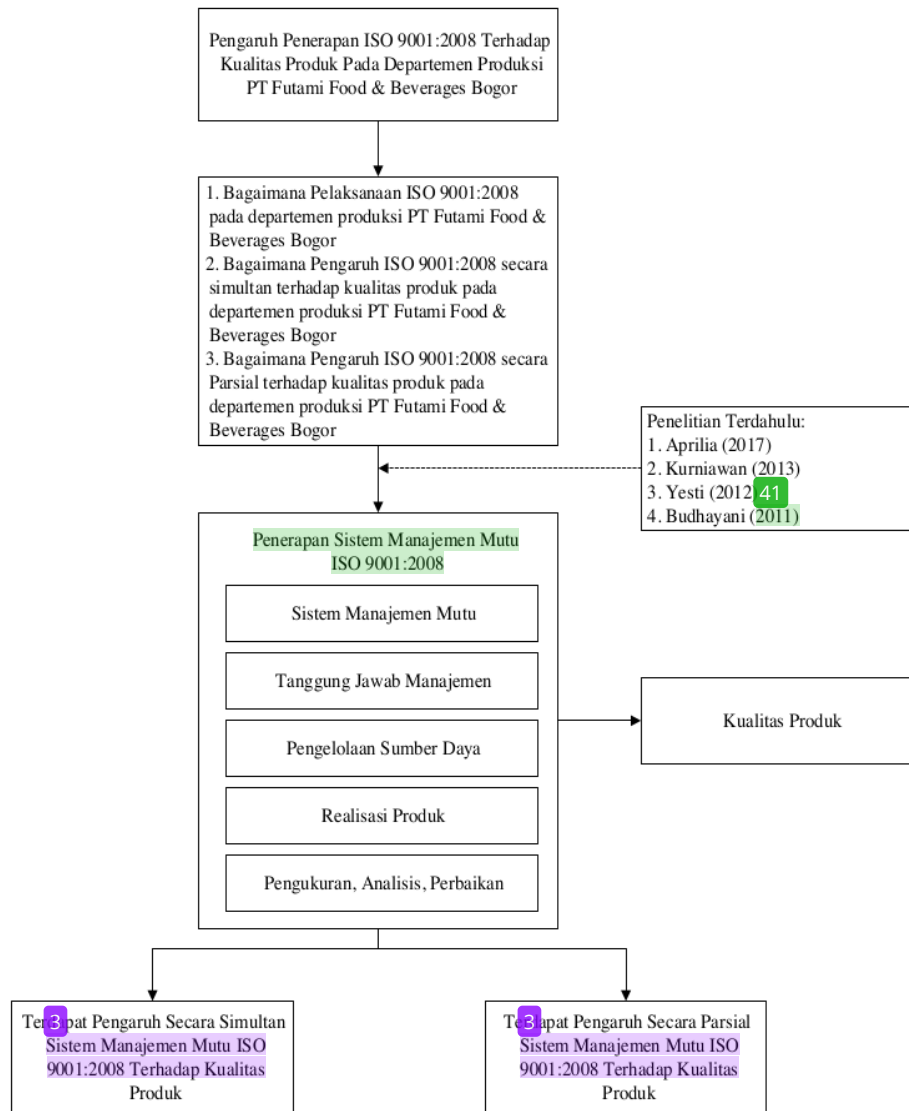 Pengaruh Penerapan ISO 9001:2008 Terhadap
Kualitas Produk Pada Departemen Produksi
PT Futami Food & Beverages Bogor
1. Bagaimana Pelaksanaan ISO 9001:2008
pada departemen produksi PT Futami Food &
Beverages Bogor
2. Bagaimana Pengaruh ISO 9001:2008 secara
simultan terhadap kualitas produk pada
departemen produksi PT Futami Food &
Beverages Bogor
3. Bagaimana Pengaruh ISO 9001:2008 secara
Parsial terhadap kualitas produk pada
departemen produksi PT Futami Food &
Beverages Bogor
Penelitian Terdahulu:
1. Aprilia (2017)
2. Kurniawan (2013)
3. Yesti (2012) 41
4. Budhayani (2011)
Penerapan Sistem Manajemen Mutu
ISO 9001:2008
Sistem Manajemen Mutu
Tanggung Jawab Manajemen
Pengelolaan Sumber Daya
Realisasi Produk
Pengukuran, Analisis, Perbaikan
Kualitas Produk
3
Terdapat Pengaruh Secara Simultan
Sistem Manajemen Mutu ISO
9001:2008 Terhadap Kualitas
Produk
3
Terdapat Pengaruh Secara Parsial
Sistem Manajemen Mutu ISO
9001:2008 Terhadap Kualitas
Produk